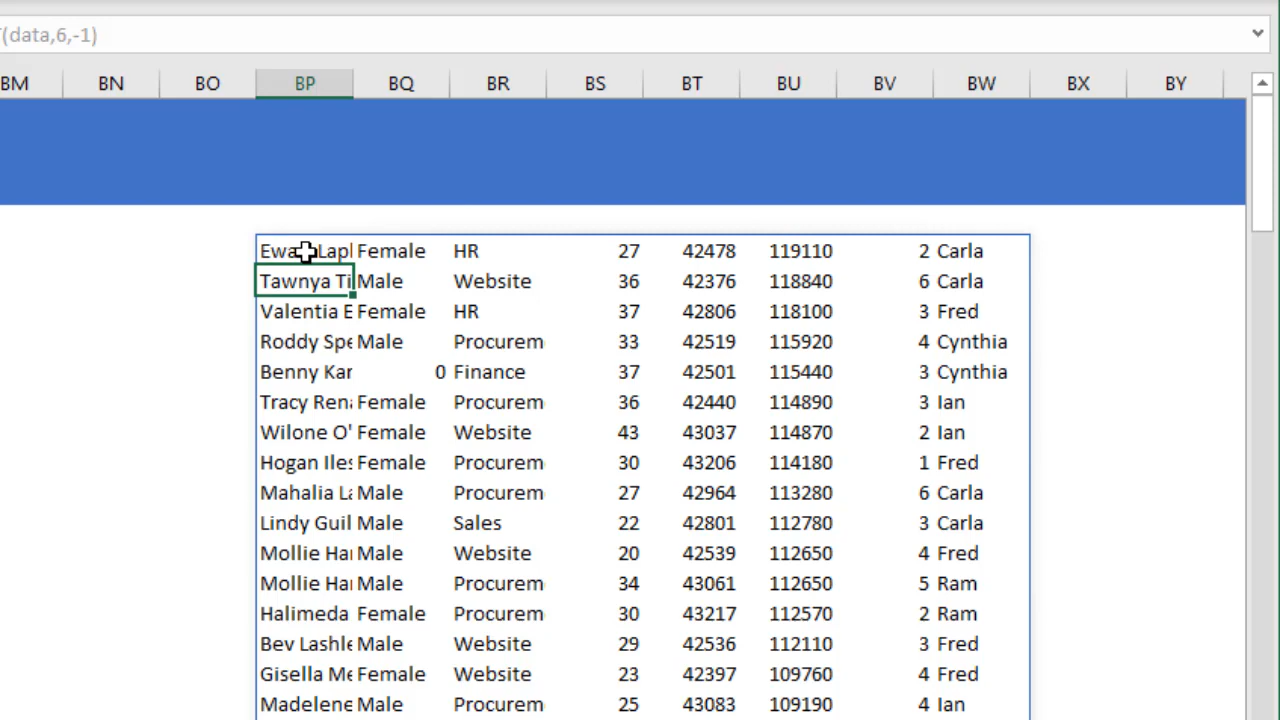 (data,6,-1)
BM BN BO BP BQ BR BS BT BU BV BW BX BY
Female HR 27 42478 119110 2 Carla
Tawnya Ti Male Website 36 42376 118840 6 Carla
Valentia E Female HR 37 42806 118100 3 Fred
Roddy Spe Male Procurem 33 42519 115920 4 Cynthia
Benny Kar 0 Finance 37 42501 115440 3 Cynthia
Tracy Rena Female Procurem 36 42440 114890 3 Ian
Wilone O' Female Website 43 43037 114870 2 Ian
Hogan Iles Female Procurem 30 43206 114180 1 Fred
Mahalia La Male Procurem 27 42964 113280 6 Carla
Lindy Guil Male Sales 22 42801 112780 3 Carla
Mollie Han Male Website 20 42539 112650 4 Fred
Mollie Han Male Procurem 34 43061 112650 5 Ram
Halimeda Female Procurem 30 43217 112570 2 Ram
Bev Lashle Male Website 29 42536 112110 3 Fred
Gisella Me Female Website 23 42397 109760 4 Fred
Madelene Male Procurem 25 43083 109190 4 Ian